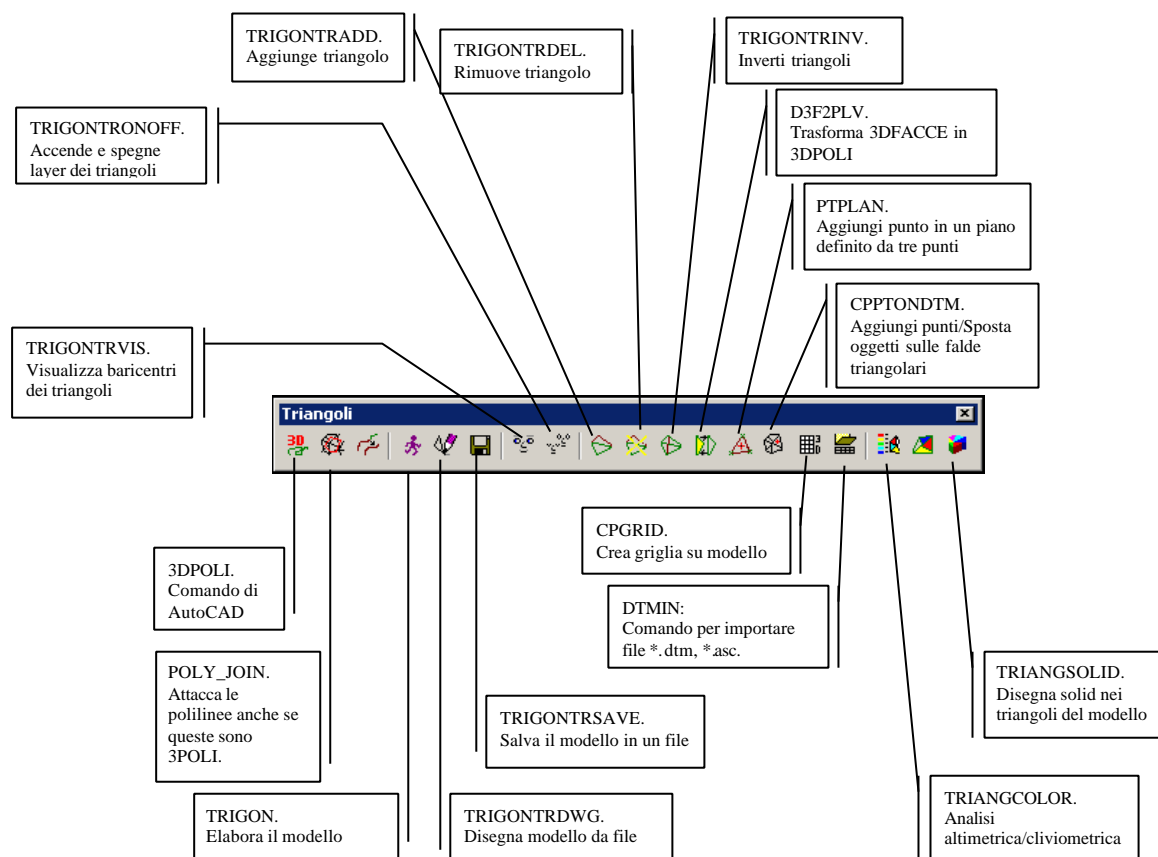 TRIGONTRADD.
Aggiunge triangolo
TRIGONTRDEL.
Rimuove triangolo
TRIGONTRINV.
Inverti triangoli
TRIGONTRONOFF.
Accende e spegne
layer dei triangoli
D3F2PLV.
Trasforma 3DFACCE in
3DPOLI
PTPLAN.
Aggiungi punto in un piano
definito da tre punti
CPPTONDTM.
Aggiungi punti/Sposta
oggetti sulle falde
triangolari
TRIGONTRVIS.
Visualizza baricentri
dei triangoli
Triangoli
3D
3
D
CPGRID.
Crea griglia su modello
3DPOLI.
Comando di
AutoCAD
DTMIN:
Comando per importare
file *.dtm, *.asc.
POLY_JOIN.
Attacca le
polilinee anche se
queste sono
3POLI.
TRIGONTRSAVE.
Salva il modello in un file
TRIANGSOLID.
Disegna solid nei
triangoli del modello
TRIGON.
Elabora il modello
TRIGONTRDWG.
Disegna modello da file
TRIANGCOLOR.
Analisi
altimetrica/cliviometrica